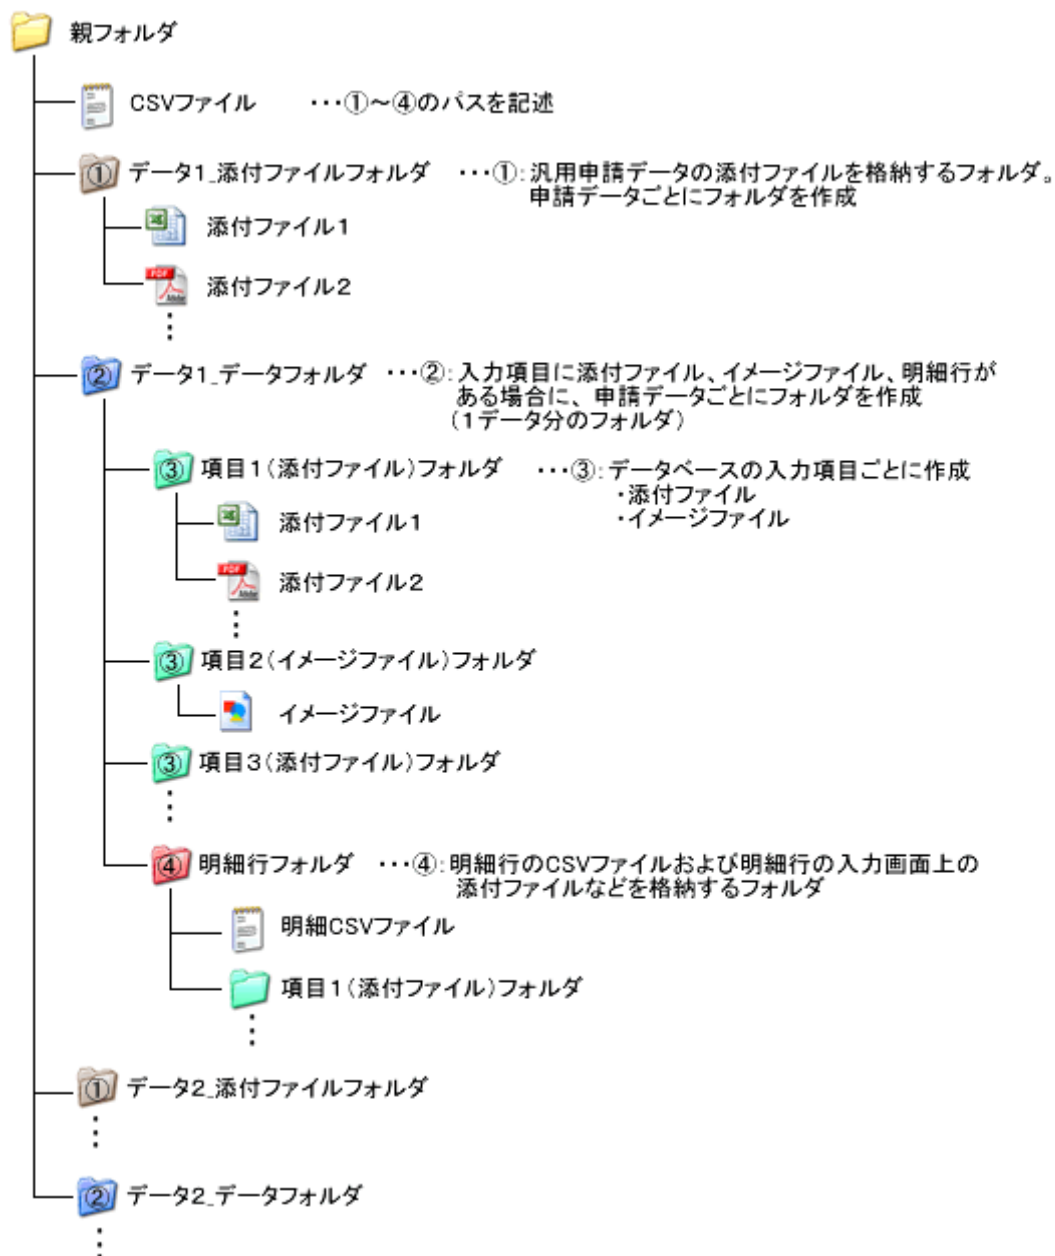 親フォルダ
CSVファイル ・・・①～④のパスを記述
① データ1_添付ファイルフォルダ ・・・①:汎用申請データの添付ファイルを格納するフォルダ。
申請データごとにフォルダを作成
添付ファイル1
PDF Adobe 添付ファイル2
② データ1_データフォルダ ・・・②:入力項目に添付ファイル、イメージファイル、明細行が
ある場合に、申請データごとにフォルダを作成
(1データ分のフォルダ)
③ 項目1(添付ファイル)フォルダ ・・・③:データベースの入力項目ごとに作成
・添付ファイル
・イメージファイル
添付ファイル1
PDF Adobe 添付ファイル2
③ 項目2(イメージファイル)フォルダ
イメージファイル
③ 項目3(添付ファイル)フォルダ
④ 明細行フォルダ ・・・④:明細行のCSVファイルおよび明細行の入力画面上の
添付ファイルなどを格納するフォルダ
明細CSVファイル
項目1(添付ファイル)フォルダ
① データ2_添付ファイルフォルダ
② データ2_データフォルダ